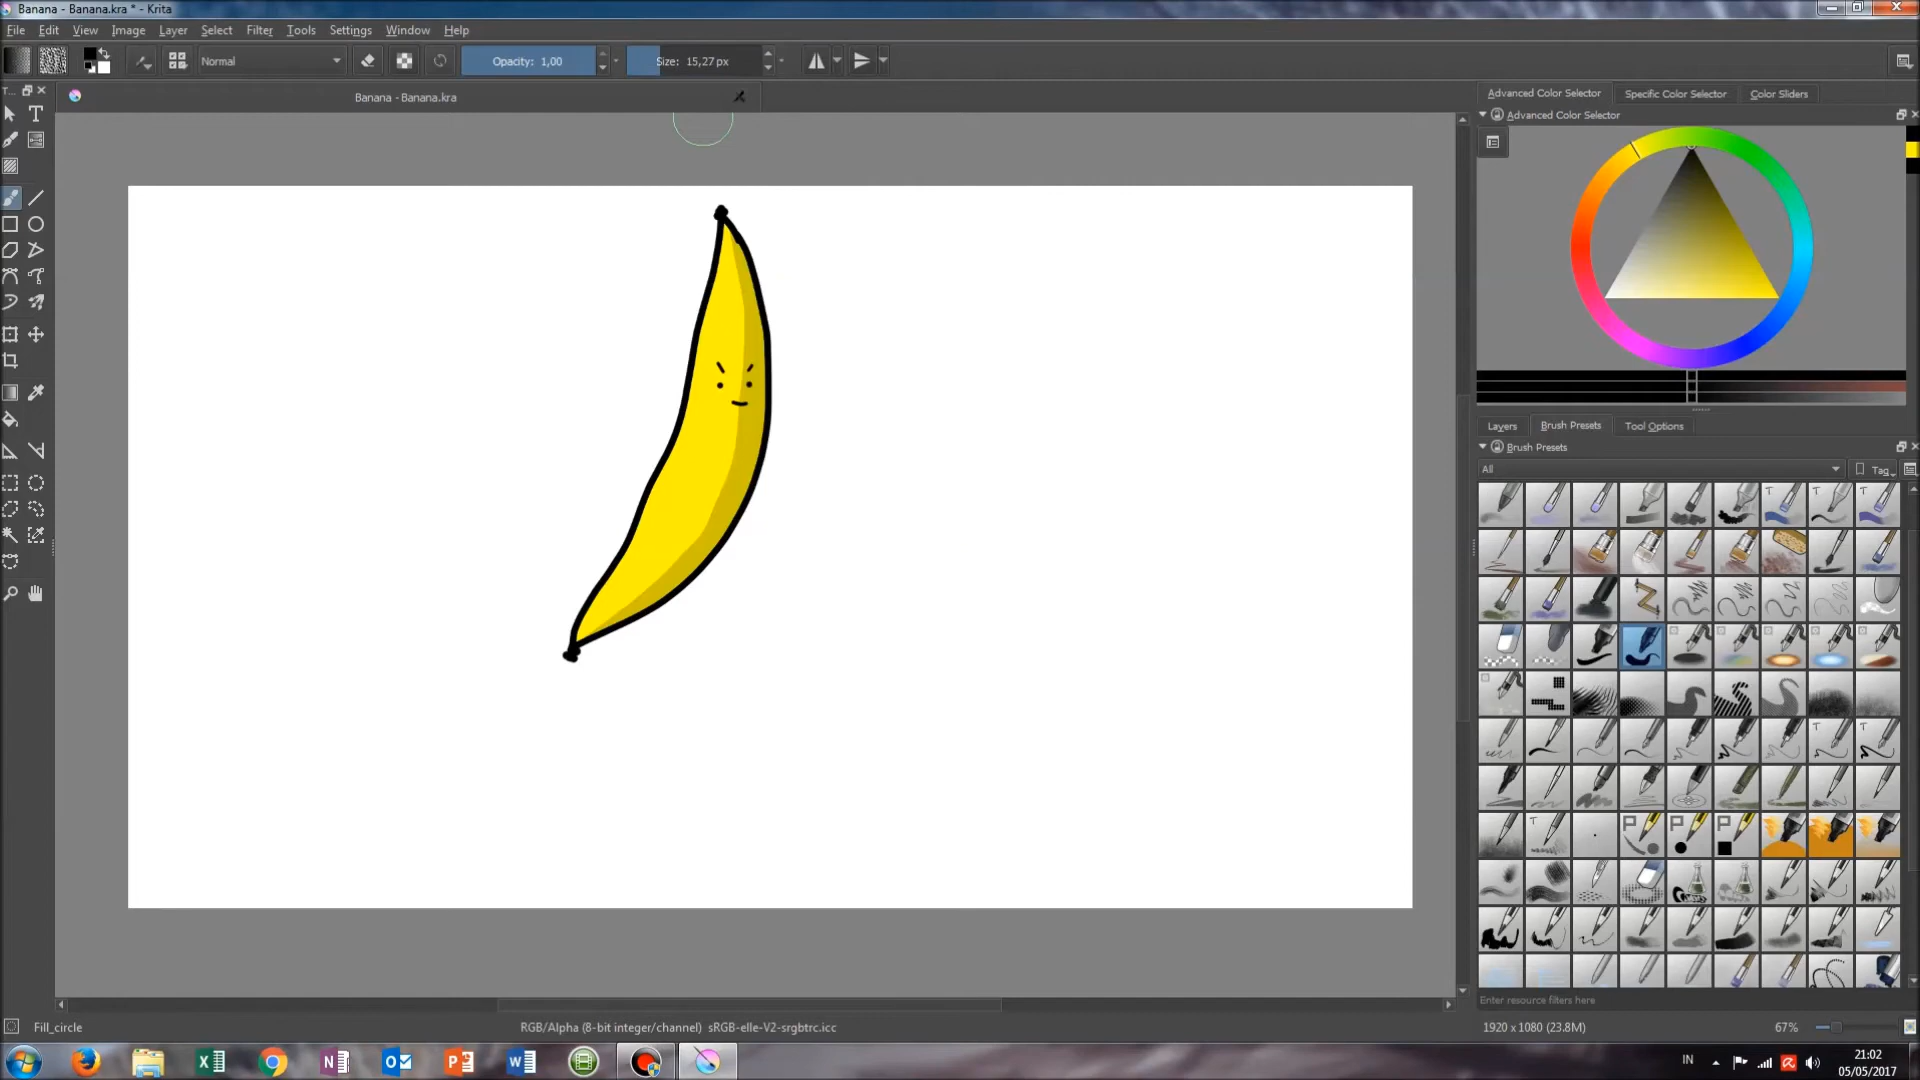 Banana - Banana.kra * - Krita
File Edit View Image Layer Select Filter Tools Settings Window Help
Normal Opacity: 1,00 Size: 15,27 px
T...
Banana - Banana.kra
Advanced Color Selector Specific Color Selector Color Sliders
Advanced Color Selector
Layers Brush Presets Tool Options
Brush Presets
All Tag
Enter resource filters here
Fill_circle RGB/Alpha (8-bit integer/channel) sRGB-elle-V2-srgbtrc.icc 1920 x 1080 (23.8M) 67%
IN 21:02
05/05/2017